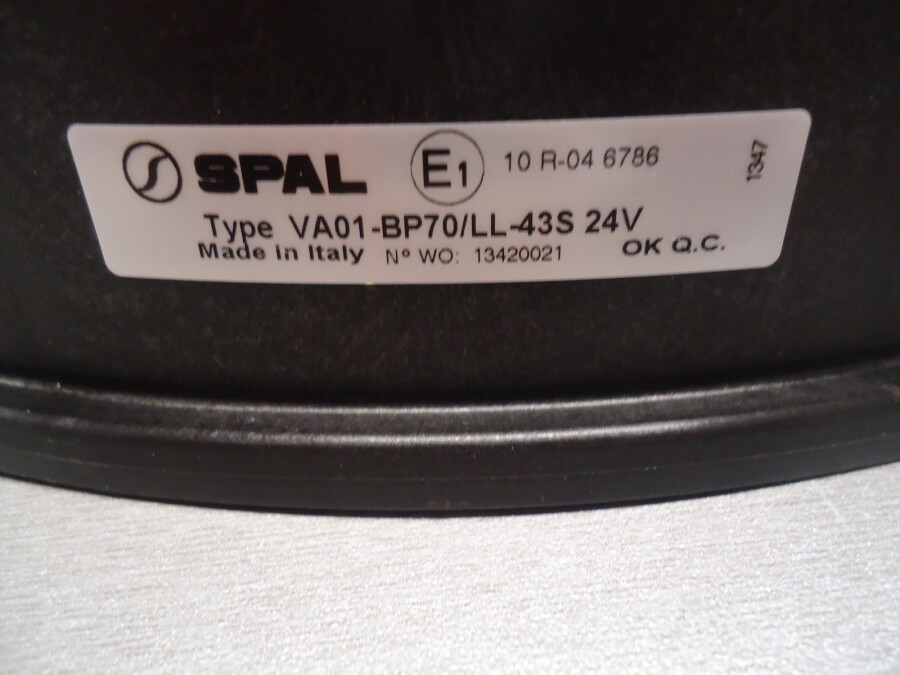 SPAL E1 10 R-04 6786
Type VA01-BP70/LL-43S 24V
Made in Italy N° WO: 13420021 OK Q.C.
1347